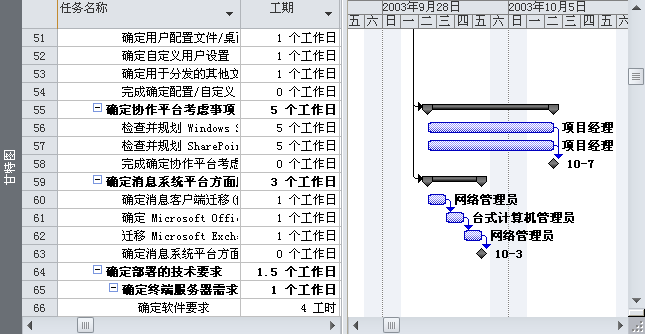 任务名称 工期 2003年9月28日 2003年10月5日
五 六 日 一 二 三 四 五 六 日 一 二 三 四 五
51 确定用户配置文件/桌面 1 个工作日
52 确定自定义用户设置 1 个工作日
53 确定用于分发的其他文 1 个工作日
54 完成确定配置/自定义 0 个工作日
55 确定协作平台考虑事项 5 个工作日
56 检查并规划 Windows S 5 个工作日 项目经理
57 检查并规划 SharePoin 5 个工作日 项目经理
58 完成确定协作平台考虑 0 个工作日 10-7
59 确定消息系统平台方面 3 个工作日
60 确定消息客户端迁移( 1 个工作日 网络管理员
61 确定 Microsoft Offi 1 个工作日 台式计算机管理员
62 迁移 Microsoft Exch 1 个工作日 网络管理员
63 确定消息系统平台方面 0 个工作日 10-3
64 确定部署的技术要求 1.5 个工作日
65 确定终端服务器需求 1 个工作日
66 确定软件要求 4 工时
甘特图